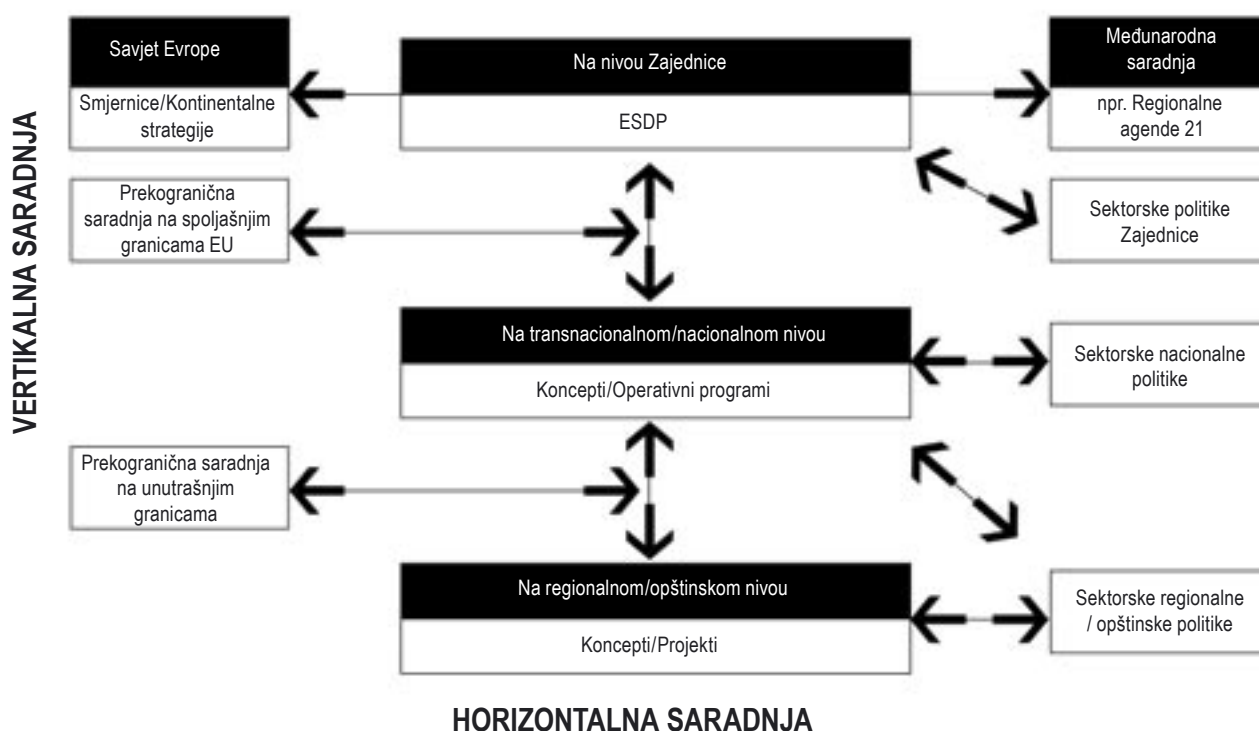 VERTIKALNA SARADNJA
Savjet Evrope
Smjernice/Kontinentalne
strategije
Na nivou Zajednice
ESDP
Međunarodna
saradnja
npr. Regionalne
agende 21
Prekogranična
saradnja na spoljašnjim
granicama EU
Sektorske politike
Zajednice
Na transnacionalnom/nacionalnom nivou
Koncepti/Operativni programi
Sektorske nacionalne
politike
Prekogranična saradnja
na unutrašnjim
granicama
Na regionalnom/opštinskom nivou
Koncepti/Projekti
Sektorske regionalne
/ opštinske politike
HORIZONTALNA SARADNJA